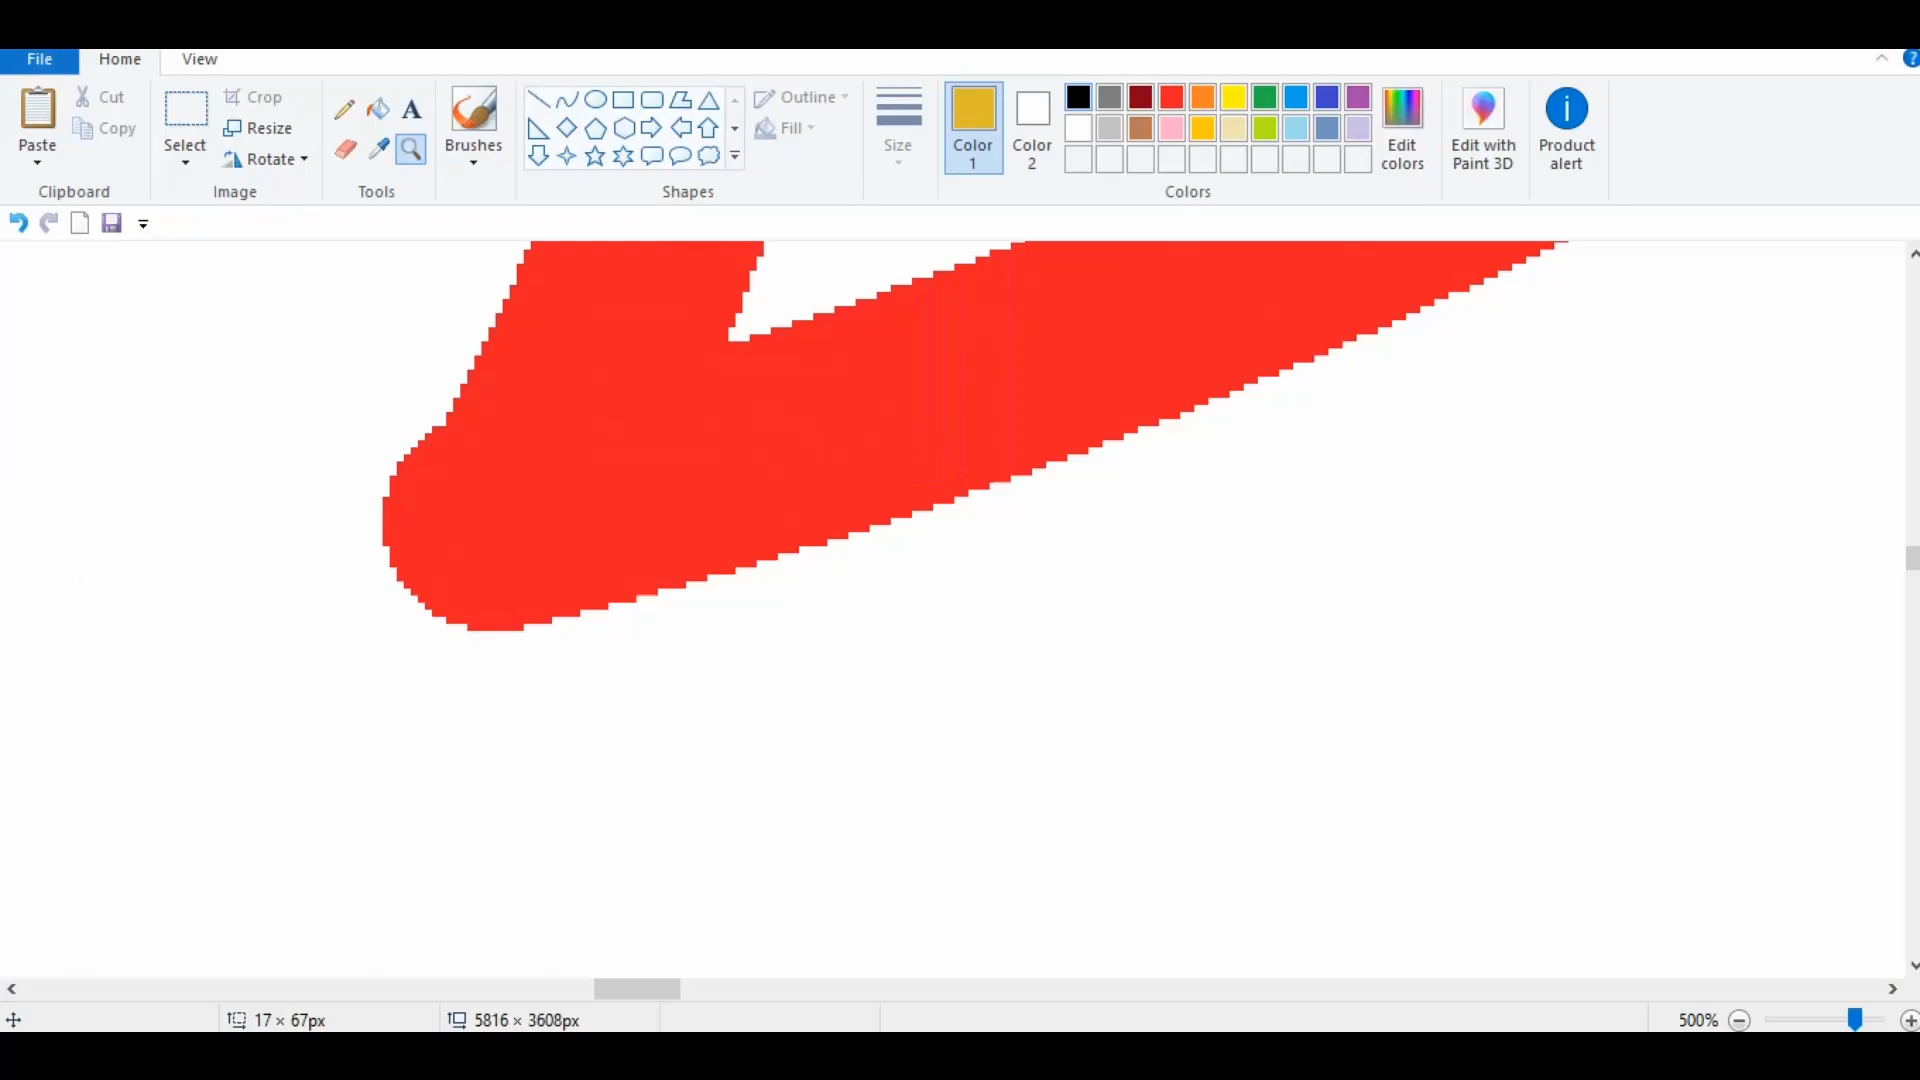 File Home View
Paste
Cut
Copy
Clipboard
Select
Crop
Resize
Rotate
Image
A
Tools
Brushes
Shapes
Outline
Fill
Size
Color 1
Color 2
Edit colors
Colors
Edit with Paint 3D
Product alert
17 × 67px
5816 × 3608px
500%